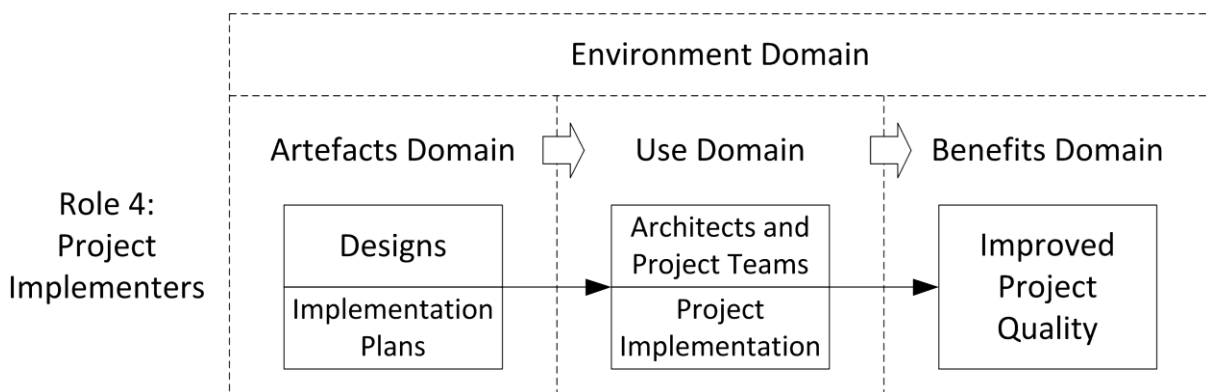 Environment Domain
Artefacts Domain
Use Domain
Benefits Domain
Role 4:
Project
Implementers
Designs
Implementation
Plans
Architects and
Project Teams
Project
Implementation
Improved
Project
Quality